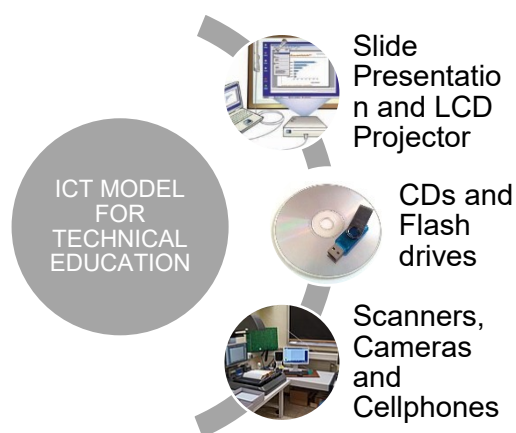 ICT MODEL
FOR
TECHNICAL
EDUCATION
Slide
Presentatio
n and LCD
Projector
CDs and
Flash
drives
Scanners,
Cameras
and
Cellphones